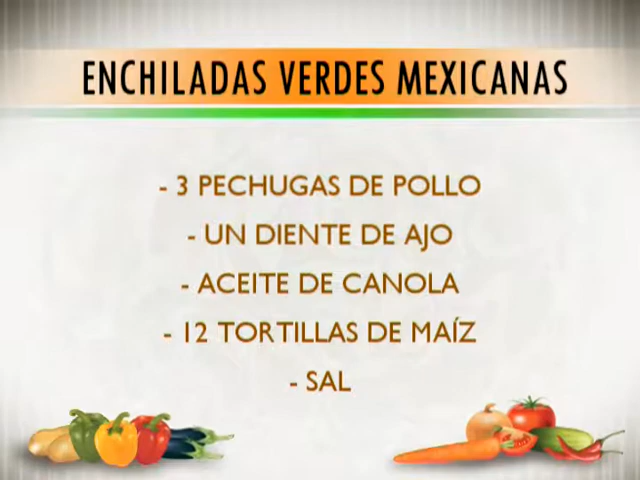 ENCHILADAS VERDES MEXICANAS
- 3 PECHUGAS DE POLLO
- UN DIENTE DE AJO
- ACEITE DE CANOLA
- 12 TORTILLAS DE MAÍZ
- SAL